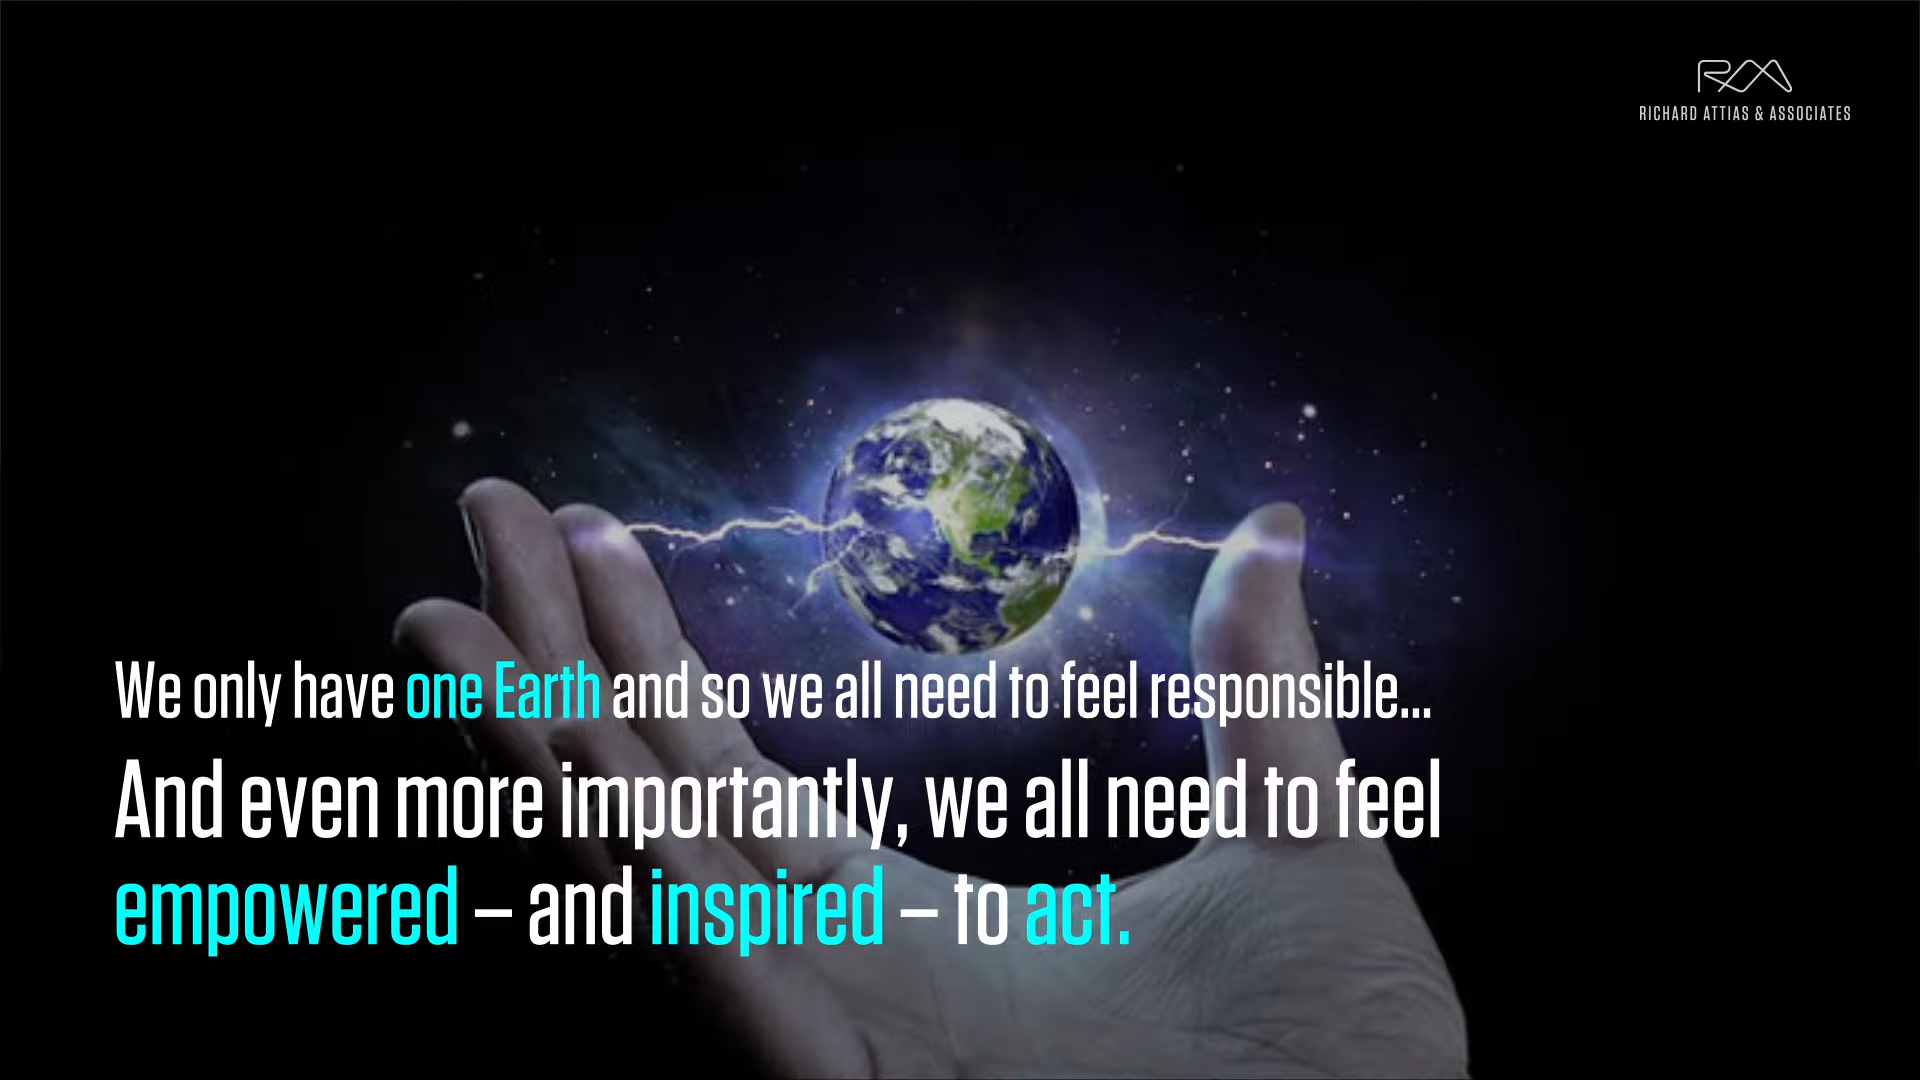 RICHARD ATTIAS & ASSOCIATES
We only have one Earth and so we all need to feel responsible...
And even more importantly, we all need to feel
empowered – and inspired – to act.